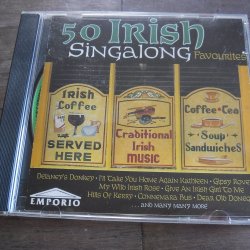 50 IRISH
SINGALONG
Favourites
Irish
Coffee
SERVED
HERE
Traditional
Irish
MUSIC
Coffee · Tea
Soup
Sandwiches
Delaney's Donkey · I'll Take You Home Again Kathleen · Gipsy Rover
My Wild Irish Rose · Give An Irish Girl To Me
Hills Of Kerry · Connemara Bus · Dear Old Donegal
... and many many more
EMPORIO